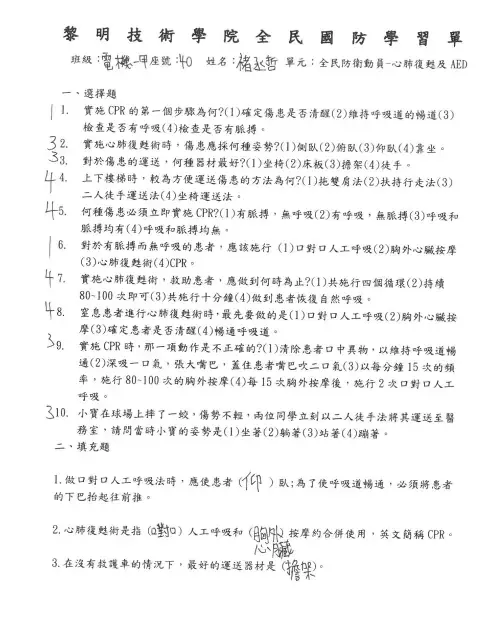 黎明技術學院全民國防學習單
班級:電機一甲座號:40 姓名:褚丞哲 單元:全民防衛動員-心肺復甦及AED
一、選擇題
1 1. 實施CPR的第一個步驟為何?(1)確定傷患是否清醒(2)維持呼吸道的暢道(3)
檢查是否有呼吸(4)檢查是否有脈搏。
3 2. 實施心肺復甦術時,傷患應採何種姿勢?(1)側臥(2)俯臥(3)仰臥(4)靠坐。
3 3. 對於傷患的運送,何種器材最好?(1)坐椅(2)床板(3)擔架(4)徒手。
4 4. 上下樓梯時,較為方便運送傷患的方法為何?(1)拖雙肩法(2)扶持行走法(3)
二人徒手運送法(4)坐椅運送法。
4 5. 何種傷患必須立即實施CPR?(1)有脈搏,無呼吸(2)有呼吸,無脈搏(3)呼吸和
脈搏均有(4)呼吸和脈搏均無。
1 6. 對於有脈搏而無呼吸的患者,應該施行 (1)口對口人工呼吸(2)胸外心臟按摩
(3)心肺復甦術(4)CPR。
4 7. 實施心肺復甦術,救助患者,應做到何時為止?(1)共施行四個循環(2)持續
80~100次即可(3)共施行十分鐘(4)做到患者恢復自然呼吸。
4 8. 窒息患者進行心肺復甦術時,最先要做的是(1)口對口人工呼吸(2)胸外心臟按
摩(3)確定患者是否清醒(4)暢通呼吸道。
3 9. 實施CPR時,那一項動作是不正確的?(1)清除患者口中異物,以維持呼吸道暢
通(2)深吸一口氣,張大嘴巴,蓋住患者嘴巴吹二口氣(3)以每分鐘15次的頻
率,施行80~100次的胸外按摩(4)每15次胸外按摩後,施行2次口對口人工
呼吸。
3 10. 小寶在球場上摔了一蛟,傷勢不輕,兩位同學立刻以二人徒手法將其運送至醫
務室,請問當時小寶的姿勢是(1)坐著(2)躺著(3)站著(4)蹦著。
二、填充題
1.做口對口人工呼吸法時,應使患者 (仰) 臥;為了使呼吸道暢通,必須將患者
的下巴抬起往前推。
2.心肺復甦術是指 (口對口) 人工呼吸和 (胸外心臟) 按摩約合併使用,英文簡稱CPR。
3.在沒有救護車的情況下,最好的運送器材是 (擔架)。